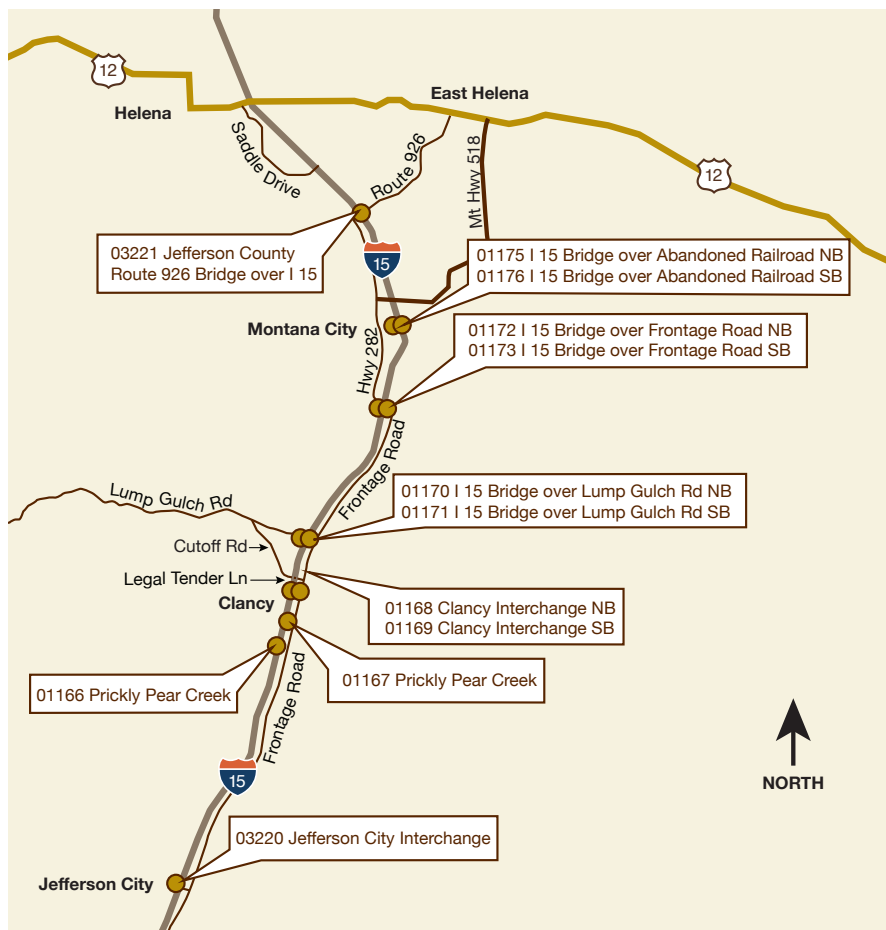 12
East Helena
Helena
Saddle Drive
Route 926
Mt Hwy 518
12
03221 Jefferson County
Route 926 Bridge over I 15
15
01175 I 15 Bridge over Abandoned Railroad NB
01176 I 15 Bridge over Abandoned Railroad SB
Montana City
Hwy 282
01172 I 15 Bridge over Frontage Road NB
01173 I 15 Bridge over Frontage Road SB
Frontage Road
Lump Gulch Rd
01170 I 15 Bridge over Lump Gulch Rd NB
01171 I 15 Bridge over Lump Gulch Rd SB
Cutoff Rd
Legal Tender Ln
Clancy
01168 Clancy Interchange NB
01169 Clancy Interchange SB
01167 Prickly Pear Creek
01166 Prickly Pear Creek
Frontage Road
15
NORTH
03220 Jefferson City Interchange
Jefferson City